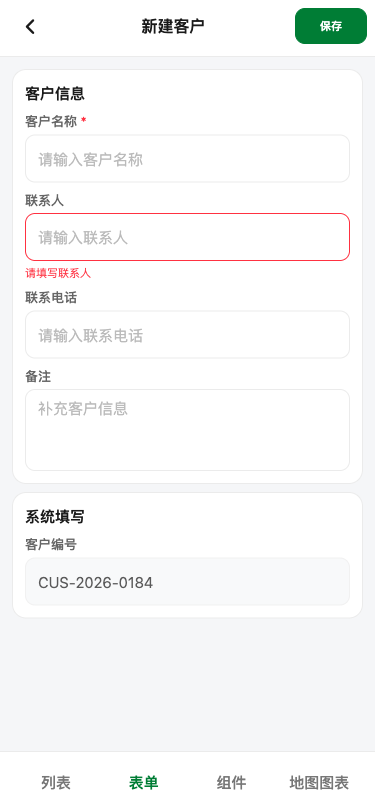 新建客户
保存
客户信息
客户名称 *
请输入客户名称
联系人
请输入联系人
请填写联系人
联系电话
请输入联系电话
备注
补充客户信息
系统填写
客户编号
CUS-2026-0184
列表 表单 组件 地图图表